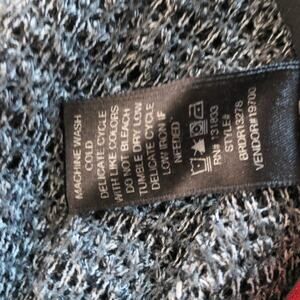 MACHINE WASH
COLD
DELICATE CYCLE
WITH LIKE COLORS
DO NOT BLEACH
TUMBLE DRY LOW
DELICATE CYCLE
LOW IRON IF
NEEDED
RN# 131833
STYLE#
BRDR13278
VENDOR#19700